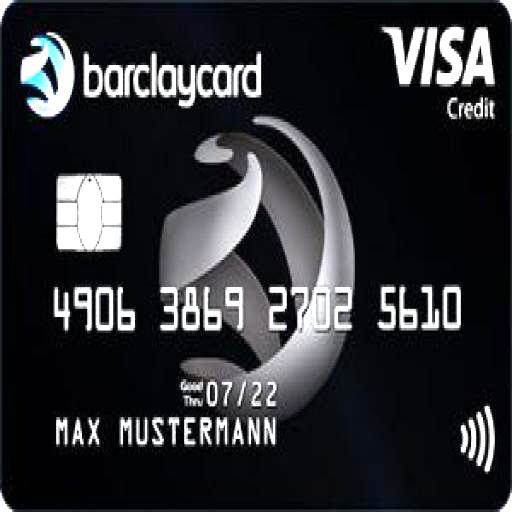 barclaycard
VISA
Credit
4906 3869 2702 5610
Good Thru 07/22
MAX MUSTERMANN